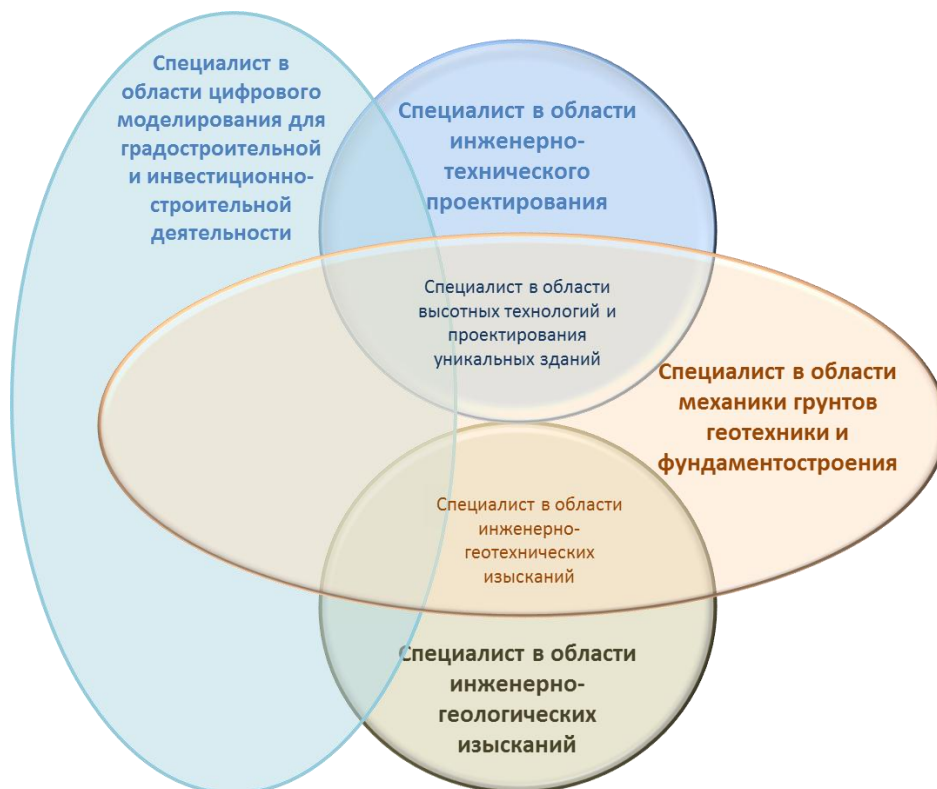 Специалист в
области цифрового
моделирования для
градостроительной
и инвестиционно-
строительной
деятельности
Специалист в области
инженерно-
технического
проектирования
Специалист в области
высотных технологий и
проектирования
уникальных зданий
Специалист в области
механики грунтов
геотехники и
фундаментостроения
Специалист в области
инженерно-
геотехнических
изысканий
Специалист в области
инженерно-
геологических
изысканий